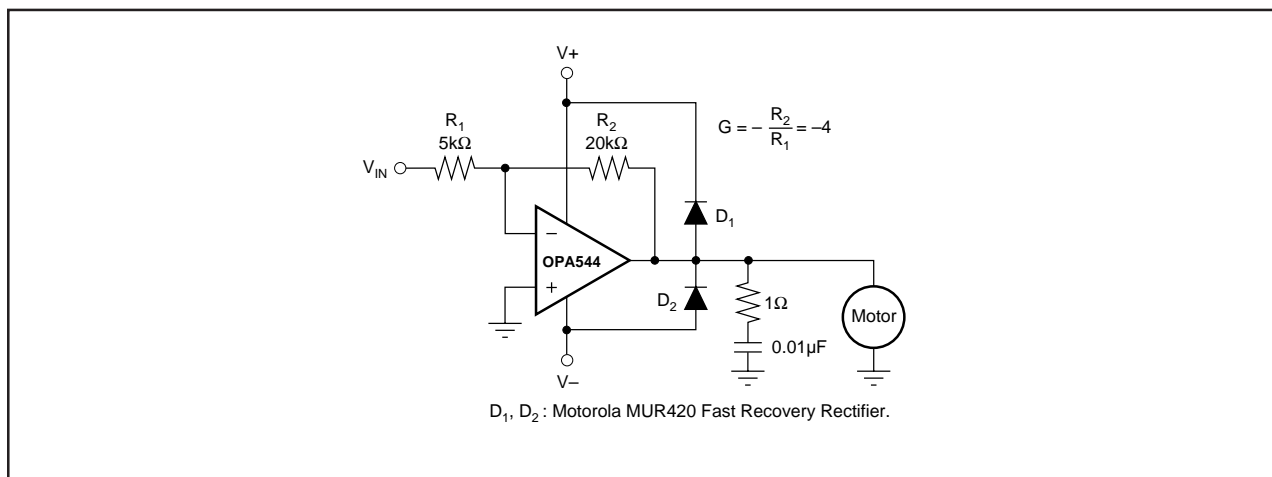 V+
R1
5kΩ
R2
20kΩ
G = – R2 = –4
R1
VIN
–
D1
OPA544
+
D2
1Ω
Motor
0.01µF
V–
D1, D2 : Motorola MUR420 Fast Recovery Rectifier.